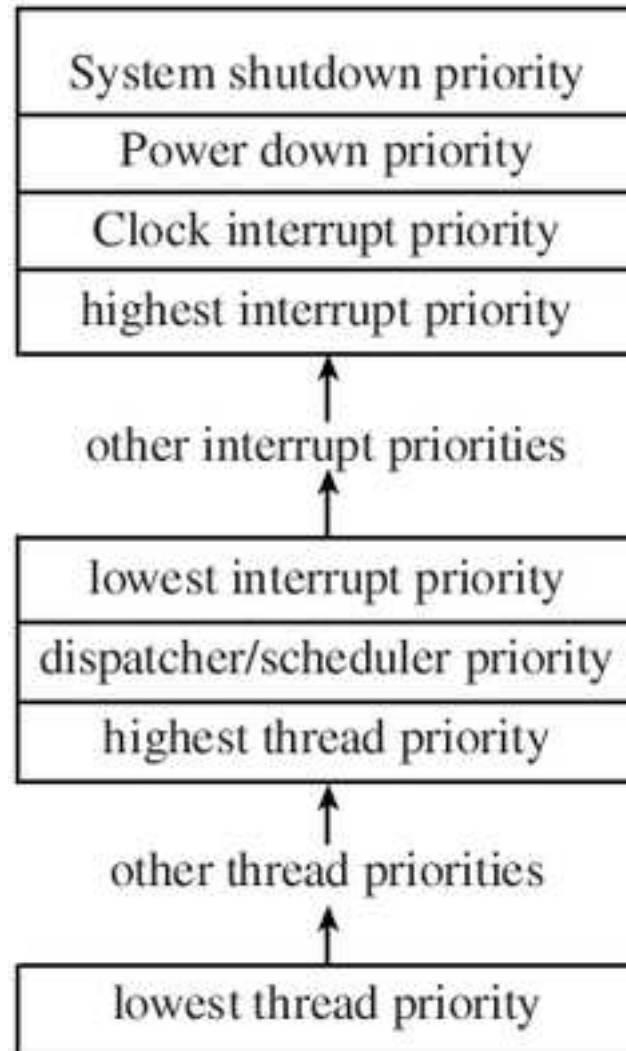 System shutdown priority
Power down priority
Clock interrupt priority
highest interrupt priority
other interrupt priorities
lowest interrupt priority
dispatcher/scheduler priority
highest thread priority
other thread priorities
lowest thread priority